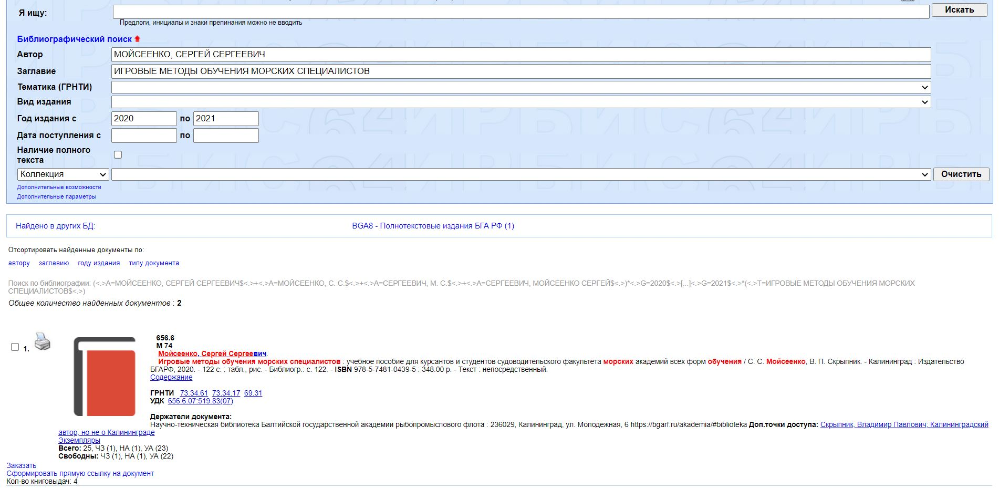 Я ищу:
Искать
Предлоги, инициалы и знаки препинания можно не вводить
Библиографический поиск
Автор МОЙСЕЕНКО, СЕРГЕЙ СЕРГЕЕВИЧ
Заглавие ИГРОВЫЕ МЕТОДЫ ОБУЧЕНИЯ МОРСКИХ СПЕЦИАЛИСТОВ
Тематика (ГРНТИ)
Вид издания
Год издания с 2020 по 2021
Дата поступления с по
Наличие полного
текста
Коллекция Очистить
Дополнительные возможности
Дополнительные параметры
Найдено в других БД: BGA8 - Полнотекстовые издания БГА РФ (1)
Отсортировать найденные документы по:
автору заглавию году издания типу документа
Поиск по библиографии: (<.>A=МОЙСЕЕНКО, СЕРГЕЙ СЕРГЕЕВИЧ$<.>+<.>A=МОЙСЕЕНКО, С. С.$<.>+<.>A=СЕРГЕЕВИЧ, М. С.$<.>+<.>A=СЕРГЕЕВИЧ, МОЙСЕЕНКО СЕРГЕЙ$<.>)*<.>G=2020$<.>[...]<.>G=2021$<.>*(<.>T=ИГРОВЫЕ МЕТОДЫ ОБУЧЕНИЯ МОРСКИХ
СПЕЦИАЛИСТОВ$<.>)
Общее количество найденных документов : 2
1.
656.6
М 74
Мойсеенко, Сергей Сергеевич.
Игровые методы обучения морских специалистов : учебное пособие для курсантов и студентов судоводительского факультета морских академий всех форм обучения / С. С. Мойсеенко, В. П. Скрыпник. - Калининград : Издательство
БГАРФ, 2020. - 122 с. : табл., рис. - Библиогр.: с. 122. - ISBN 978-5-7481-0439-5 : 348.00 р. - Текст : непосредственный.
Содержание
ГРНТИ 73.34.61 73.34.17 69.31
УДК 656.6.07:519.83(07)
Держатели документа:
Научно-техническая библиотека Балтийской государственной академии рыбопромыслового флота : 236029, Калининград, ул. Молодежная, 6 https://bgarf.ru/akademia/#biblioteka Доп.точки доступа: Скрыпник, Владимир Павлович; Калининградский
автор, но не о Калининграде
Экземпляры
Всего: 25, ЧЗ (1), НА (1), УА (23)
Свободны: ЧЗ (1), НА (1), УА (22)
Заказать
Сформировать прямую ссылку на документ
Кол-во книговыдач: 4